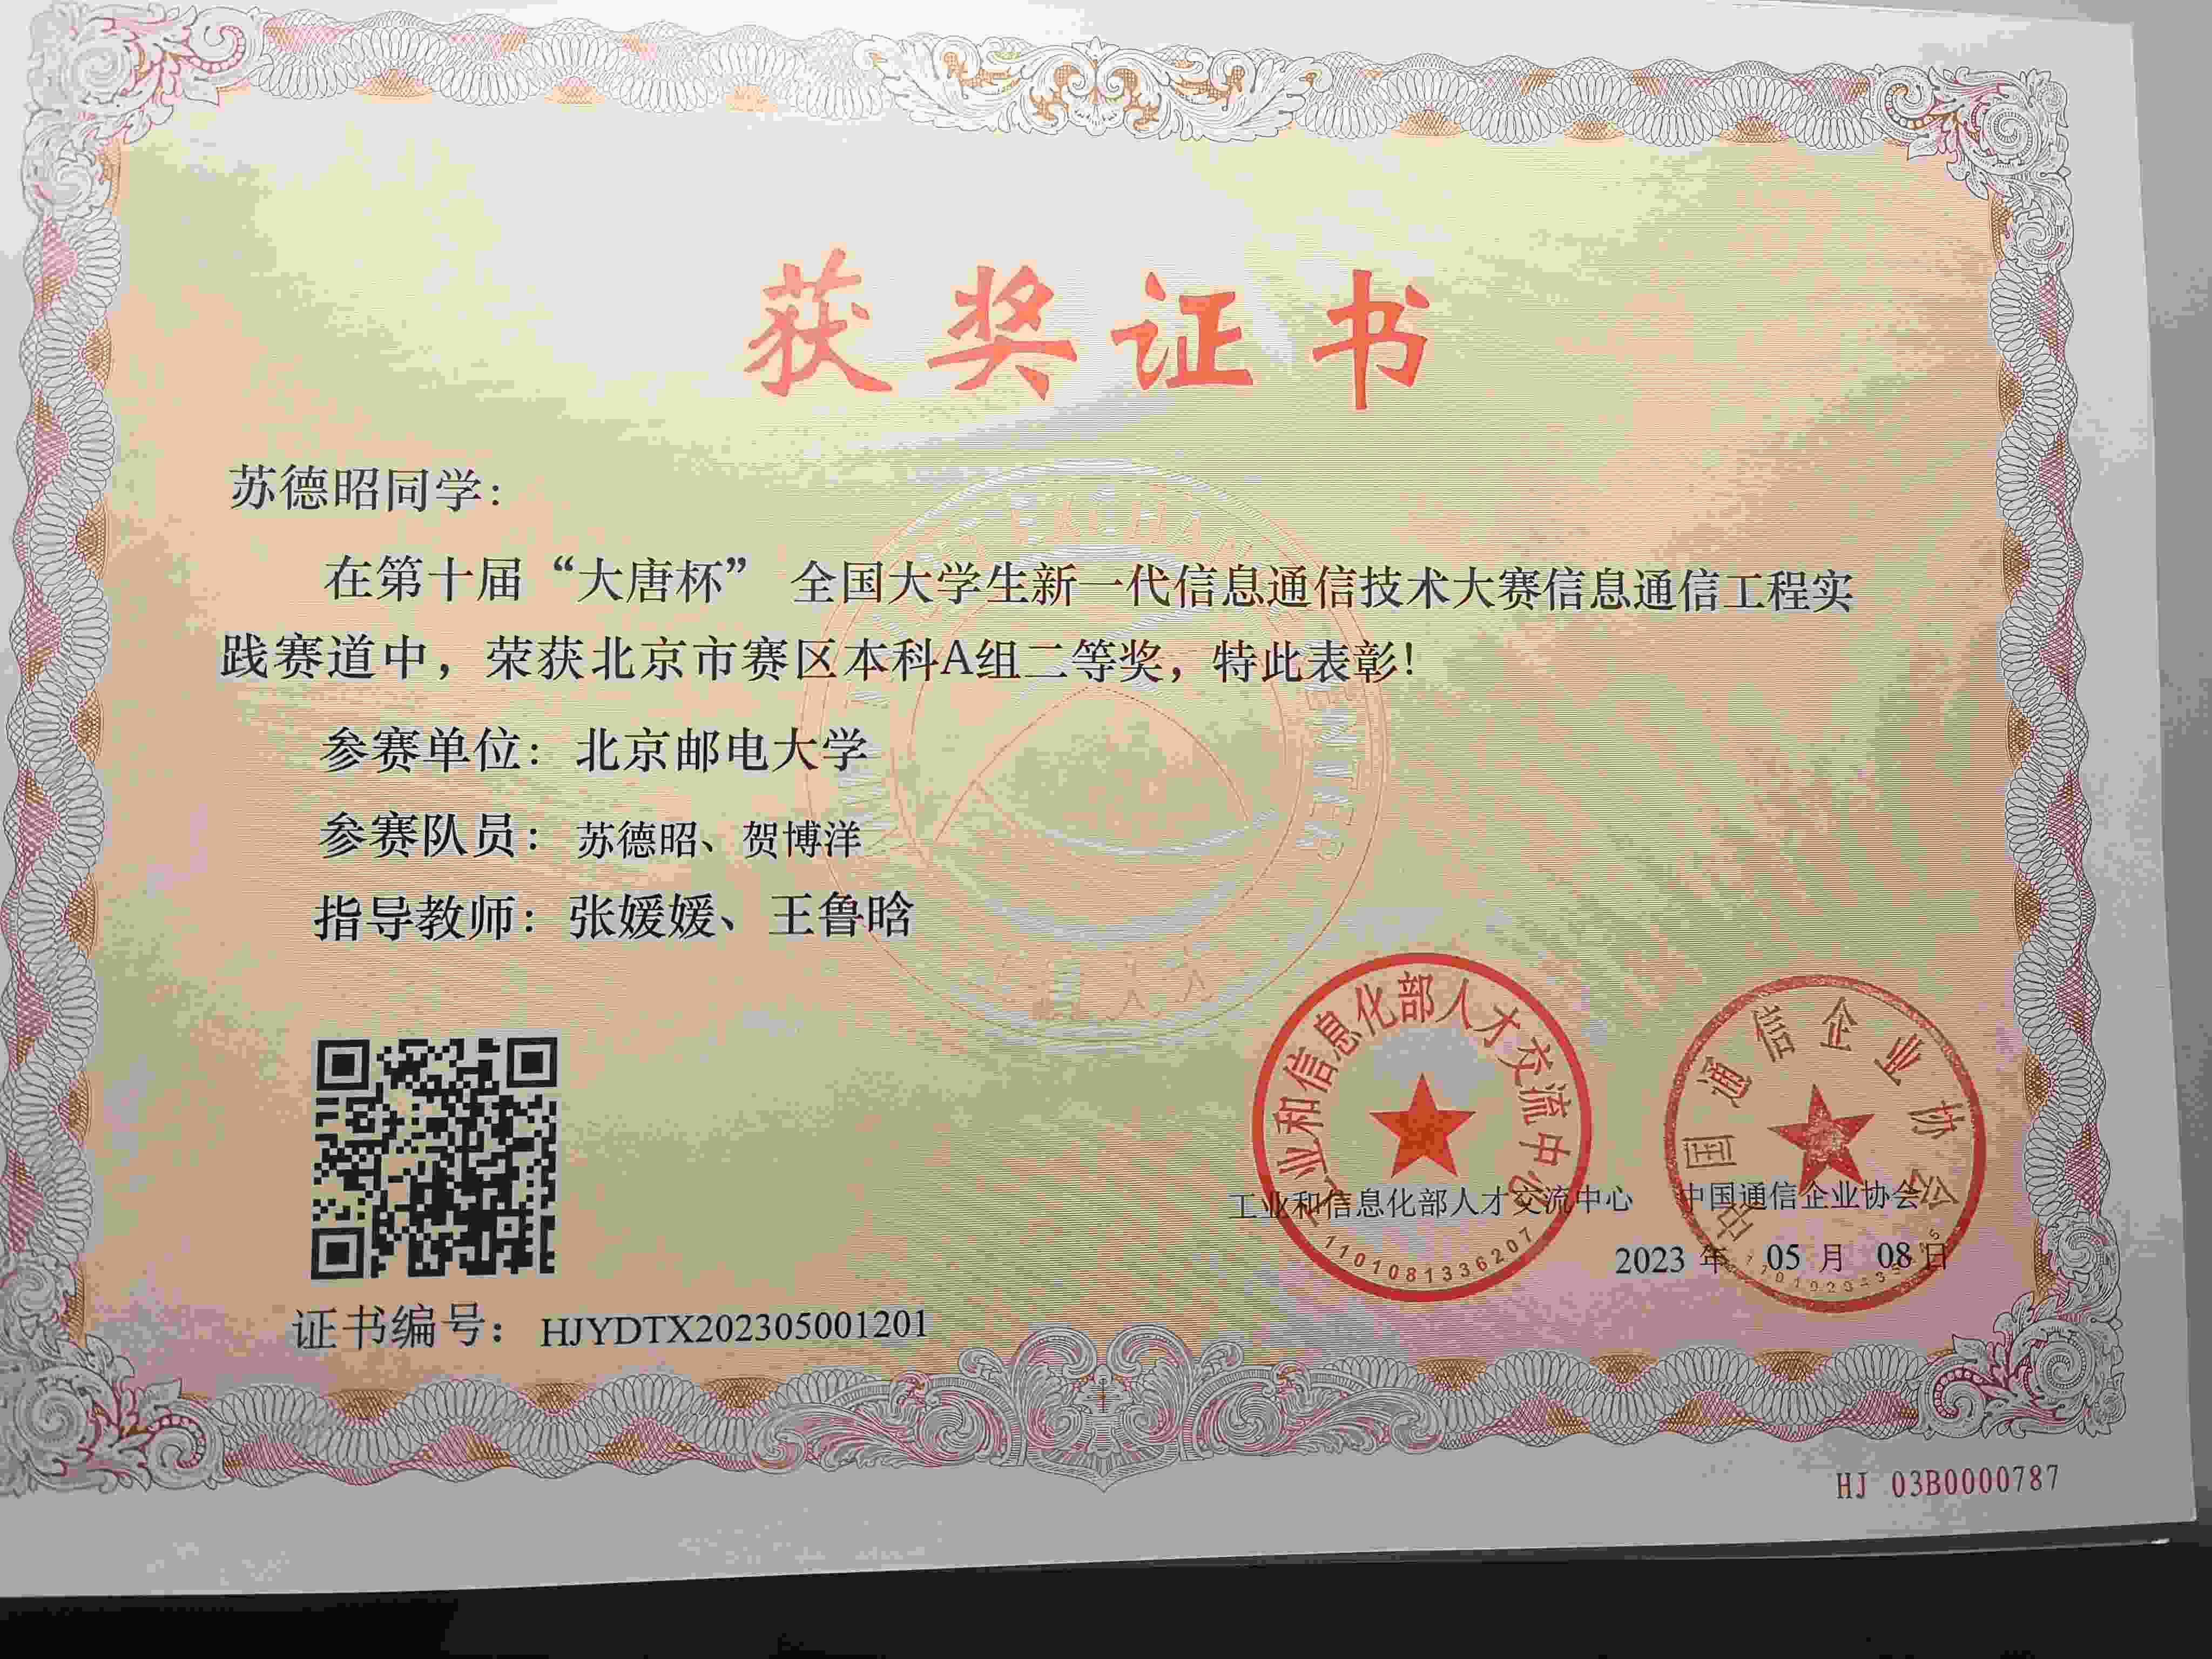 获奖证书
苏德昭同学：
在第十届“大唐杯” 全国大学生新一代信息通信技术大赛信息通信工程实
践赛道中，荣获北京市赛区本科A组二等奖，特此表彰！
参赛单位：北京邮电大学
参赛队员：苏德昭、贺博洋
指导教师：张媛媛、王鲁晗
工业和信息化部人才交流中心
1101081336207
中国通信企业协会
工业和信息化部人才交流中心 中国通信企业协会
2023 年 05 月 08 日
证书编号：HJYDTX202305001201
HJ 03B0000787